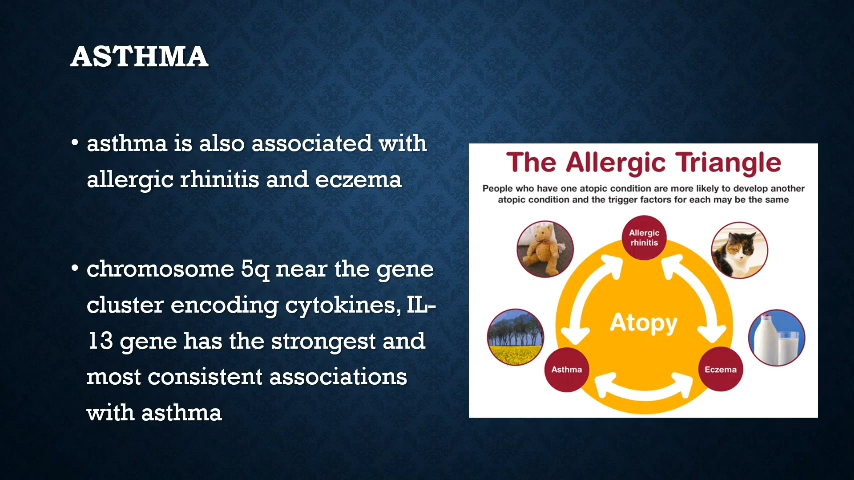 ASTHMA
• asthma is also associated with
allergic rhinitis and eczema
• chromosome 5q near the gene
cluster encoding cytokines, IL-
13 gene has the strongest and
most consistent associations
with asthma
The Allergic Triangle
People who have one atopic condition are more likely to develop another
atopic condition and the trigger factors for each may be the same
Allergic
rhinitis
Atopy
Asthma
Eczema